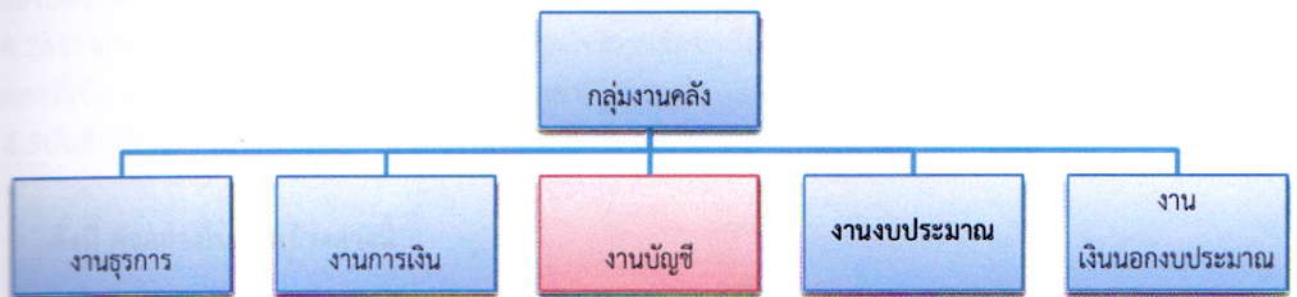 กลุ่มงานคลัง
งานธุรการ
งานการเงิน
งานบัญชี
งานงบประมาณ
งาน
เงินนอกงบประมาณ